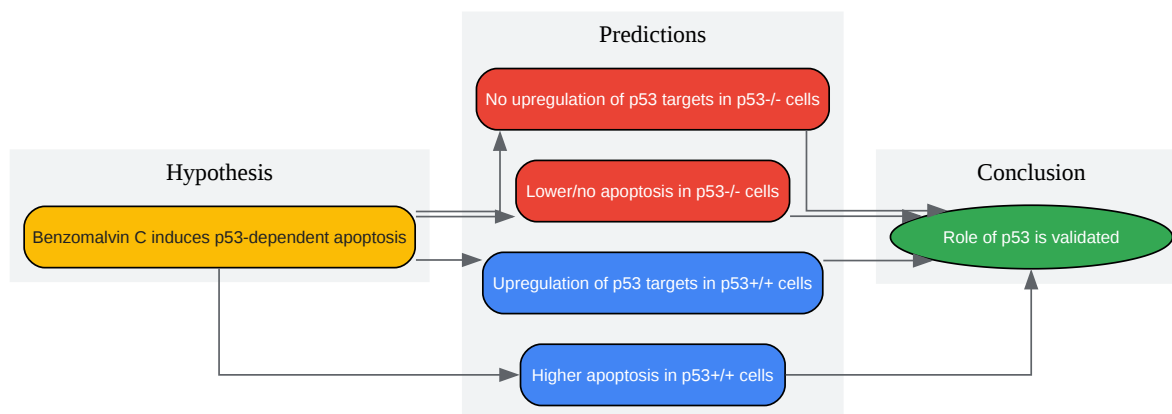 Predictions
No upregulation of p53 targets in p53-/- cells
Hypothesis
Lower/no apoptosis in p53-/- cells
Conclusion
Benzomalvin C induces p53-dependent apoptosis
Role of p53 is validated
Upregulation of p53 targets in p53+/+ cells
Higher apoptosis in p53+/+ cells